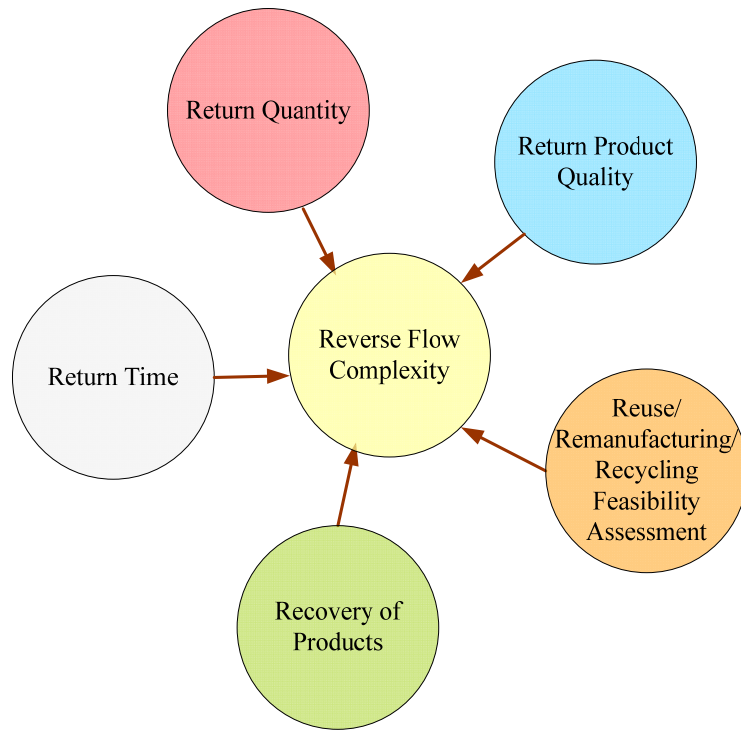 Return Quantity
Return Product
Quality
Reverse Flow
Complexity
Return Time
Reuse/
Remanufacturing/
Recycling
Feasibility
Assessment
Recovery of
Products